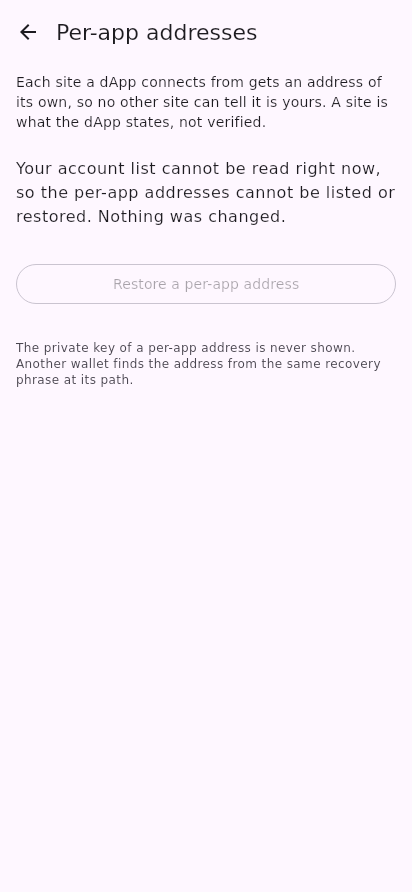 Per-app addresses
Each site a dApp connects from gets an address of
its own, so no other site can tell it is yours. A site is
what the dApp states, not verified.
Your account list cannot be read right now,
so the per-app addresses cannot be listed or
restored. Nothing was changed.
Restore a per-app address
The private key of a per-app address is never shown.
Another wallet finds the address from the same recovery
phrase at its path.